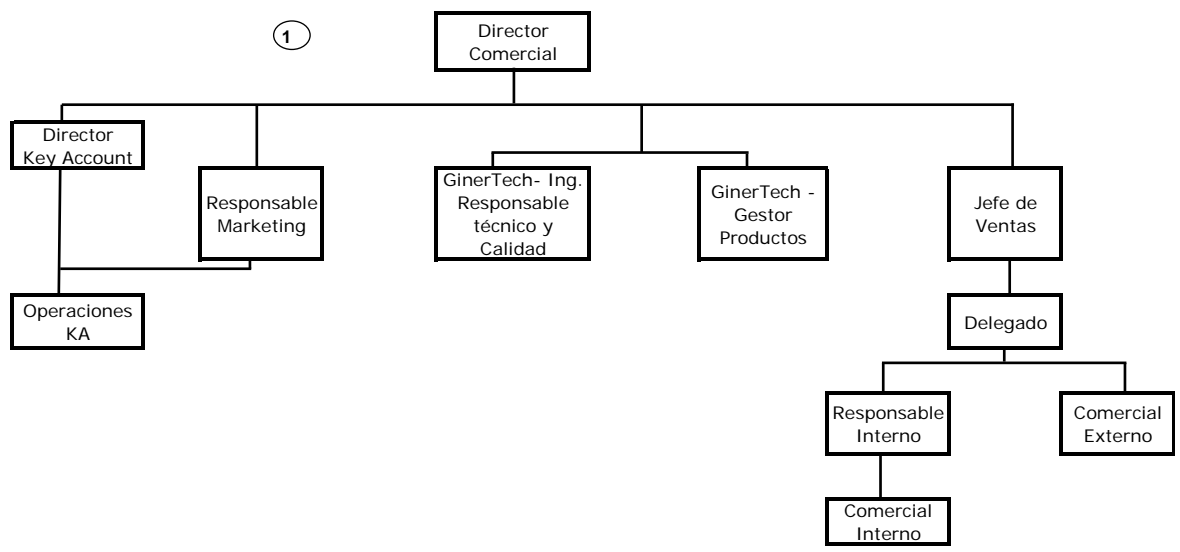 1
Director
Comercial
Director
Key Account
Responsable
Marketing
GinerTech- Ing.
Responsable
técnico y
Calidad
GinerTech -
Gestor
Productos
Jefe de
Ventas
Operaciones
KA
Delegado
Responsable
Interno
Comercial
Externo
Comercial
Interno